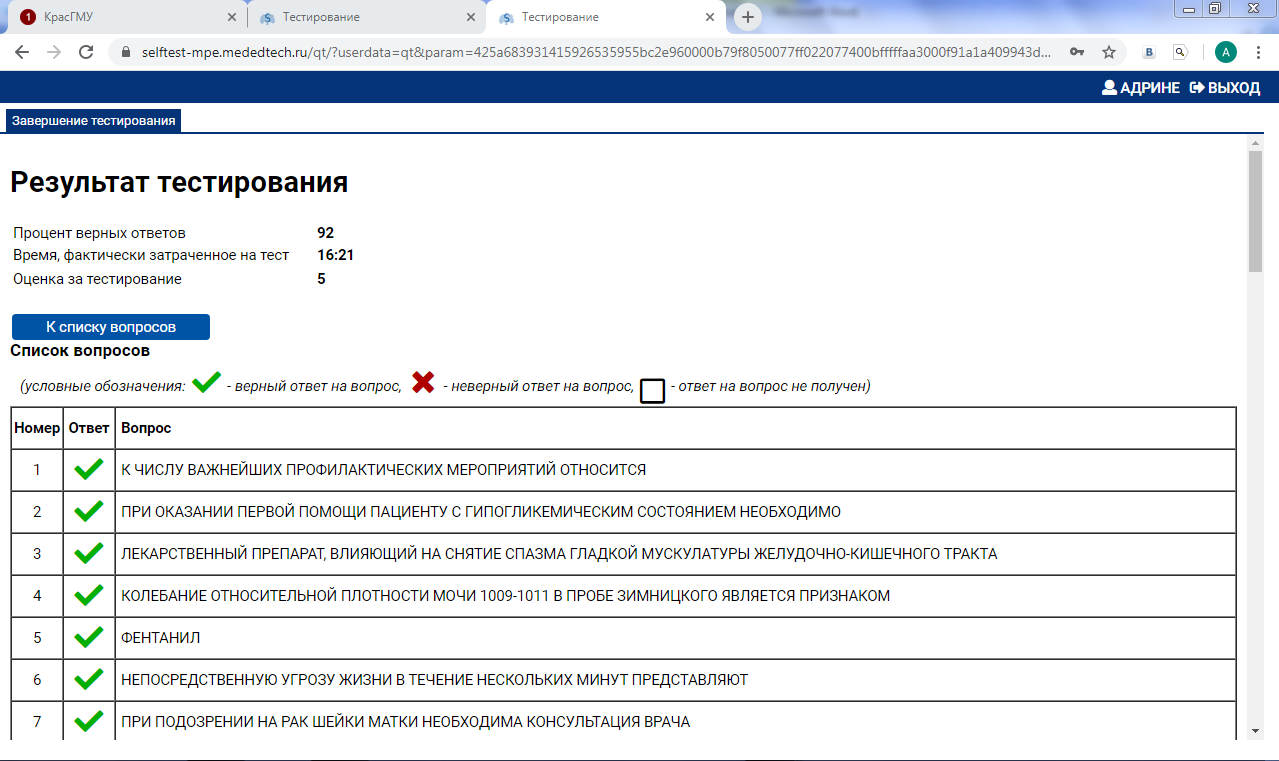 КрасГМУ
Тестирование
Тестирование
selftest-mpe.mededtech.ru/qt/?userdata=qt&param=425a683931415926535955bc2e960000b79f8050077ff022077400bfffffaa3000f91a1a409943d...
АДРИНЕ ВЫХОД
Завершение тестирования
Результат тестирования
Процент верных ответов 92
Время, фактически затраченное на тест 16:21
Оценка за тестирование 5
К списку вопросов
Список вопросов
(условные обозначения: - верный ответ на вопрос, - неверный ответ на вопрос, - ответ на вопрос не получен)
Номер Ответ Вопрос
1 К ЧИСЛУ ВАЖНЕЙШИХ ПРОФИЛАКТИЧЕСКИХ МЕРОПРИЯТИЙ ОТНОСИТСЯ
2 ПРИ ОКАЗАНИИ ПЕРВОЙ ПОМОЩИ ПАЦИЕНТУ С ГИПОГЛИКЕМИЧЕСКИМ СОСТОЯНИЕМ НЕОБХОДИМО
3 ЛЕКАРСТВЕННЫЙ ПРЕПАРАТ, ВЛИЯЮЩИЙ НА СНЯТИЕ СПАЗМА ГЛАДКОЙ МУСКУЛАТУРЫ ЖЕЛУДОЧНО-КИШЕЧНОГО ТРАКТА
4 КОЛЕБАНИЕ ОТНОСИТЕЛЬНОЙ ПЛОТНОСТИ МОЧИ 1009-1011 В ПРОБЕ ЗИМНИЦКОГО ЯВЛЯЕТСЯ ПРИЗНАКОМ
5 ФЕНТАНИЛ
6 НЕПОСРЕДСТВЕННУЮ УГРОЗУ ЖИЗНИ В ТЕЧЕНИЕ НЕСКОЛЬКИХ МИНУТ ПРЕДСТАВЛЯЮТ
7 ПРИ ПОДОЗРЕНИИ НА РАК ШЕЙКИ МАТКИ НЕОБХОДИМА КОНСУЛЬТАЦИЯ ВРАЧА